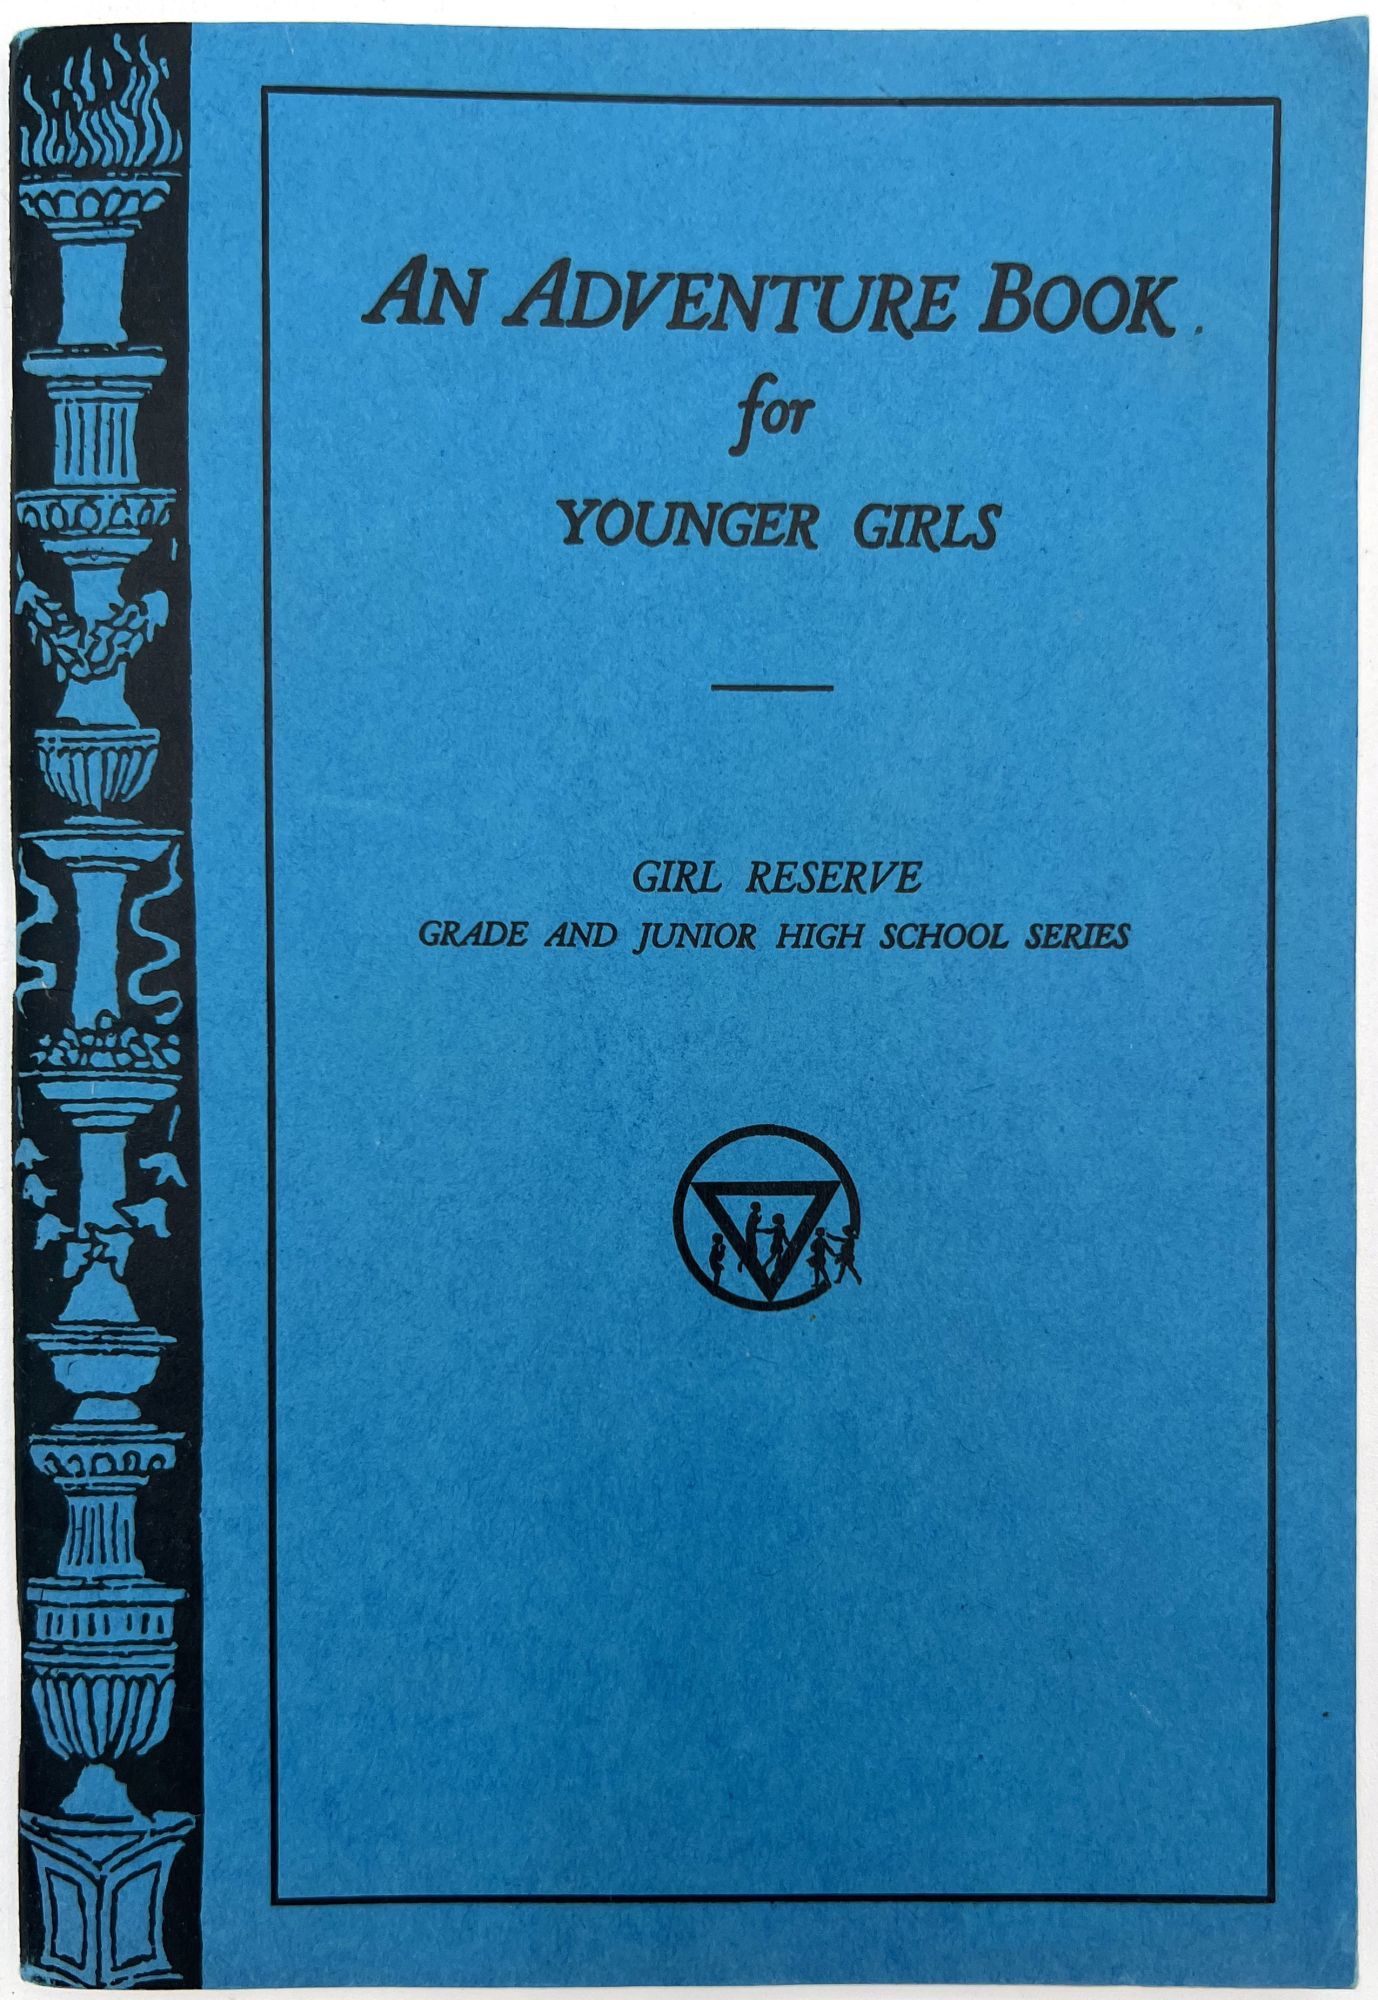 AN ADVENTURE BOOK
for
YOUNGER GIRLS
GIRL RESERVE
GRADE AND JUNIOR HIGH SCHOOL SERIES